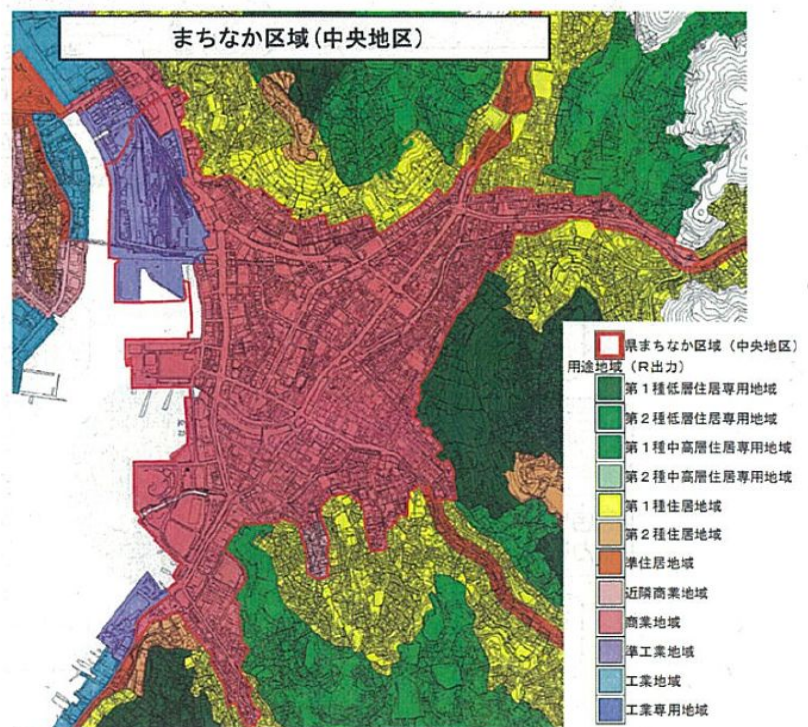 まちなか区域(中央地区)
県まちなか区域(中央地区)
用途地域(R出力)
第1種低層住居専用地域
第2種低層住居専用地域
第1種中高層住居専用地域
第2種中高層住居専用地域
第1種住居地域
第2種住居地域
準住居地域
近隣商業地域
商業地域
準工業地域
工業地域
工業専用地域